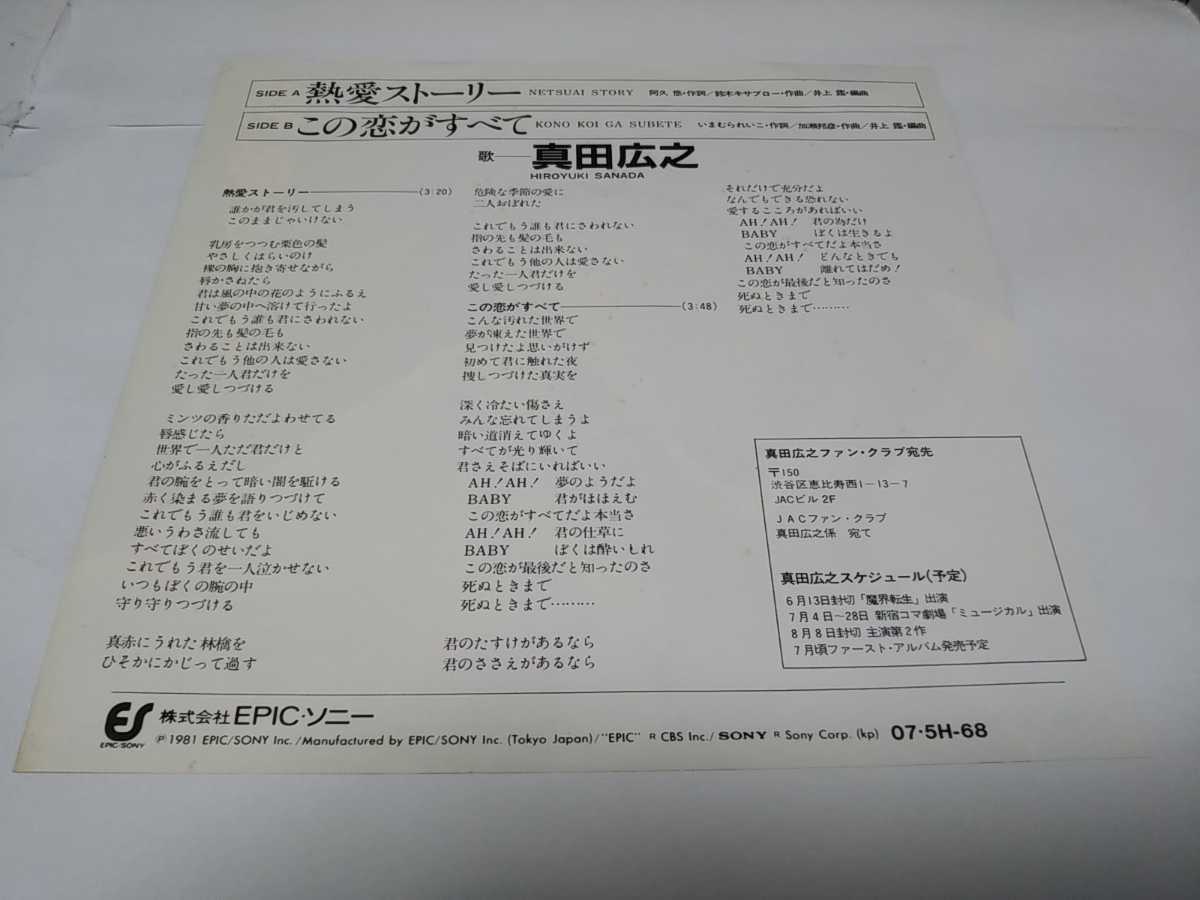 SIDE A 熱愛ストーリー NETSUAI STORY 阿久 悠・作詞/鈴木キサブロー・作曲/井上 鑑・編曲
SIDE B この恋がすべて KONO KOI GA SUBETE いまむられいこ・作詞/加瀬邦彦・作曲/井上 鑑・編曲
歌——真田広之
HIROYUKI SANADA
熱愛ストーリー (3:20)
誰かが君を汚してしまう
このままじゃいけない
乳房をつつむ栗色の髪
やさしくはらいのけ
裸の胸に抱き寄せながら
唇かさねたら
君は風の中の花のようにふるえ
甘い夢の中へ溶けて行ったよ
これでもう誰も君にさわれない
指の先も髪の毛も
さわることは出来ない
これでもう他の人は愛さない
たった一人君だけを
愛し愛しつづける
ミンツの香りただよわせてる
唇感じたら
世界で一人ただ君だけと
心がふるえだし
君の腕をとって暗い闇を駆ける
赤く染まる夢を語りつづけて
これでもう誰も君をいじめない
悪いうわさ流しても
すべてぼくのせいだよ
これでもう君を一人泣かせない
いつもぼくの腕の中
守り守りつづける
真赤にうれた林檎を
ひそかにかじって過す
危険な季節の愛に
二人おぼれた
これでもう誰も君にさわれない
指の先も髪の毛も
さわることは出来ない
これでもう他の人は愛さない
たった一人君だけを
愛し愛しつづける
この恋がすべて (3:48)
こんな汚れた世界で
夢が凍えた世界で
見つけたよ思いがけず
初めて君に触れた夜
捜しつづけた真実を
深く冷たい傷さえ
みんな忘れてしまうよ
暗い道消えてゆくよ
すべてが光り輝いて
君さえそばにいればいい
AH!AH! 夢のようだよ
BABY 君がほほえむ
この恋がすべてだよ本当さ
AH!AH! 君の仕草に
BABY ぼくは酔いしれ
この恋が最後だと知ったのさ
死ぬときまで
死ぬときまで………
君のたすけがあるなら
君のささえがあるなら
それだけで充分だよ
なんでもできる恐れない
愛するこころがあればいい
AH!AH! 君の為だけ
BABY ぼくは生きるよ
この恋がすべてだよ本当さ
AH!AH! どんなときでも
BABY 離れてはだめ!
この恋が最後だと知ったのさ
死ぬときまで
死ぬときまで………
真田広之ファン・クラブ宛先
〒150
渋谷区恵比寿西1-13-7
JACビル 2F
JACファン・クラブ
真田広之係 宛て
真田広之スケジュール(予定)
6月13日封切「魔界転生」出演
7月4日〜28日 新宿コマ劇場「ミュージカル」出演
8月8日封切 主演第2作
7月頃ファースト・アルバム発売予定
ES 株式会社EPIC・ソニー
EPIC/SONY ℗1981 EPIC/SONY Inc./Manufactured by EPIC/SONY Inc. (Tokyo Japan)/"EPIC" R CBS Inc./SONY R Sony Corp. (kp) 07・5H-68